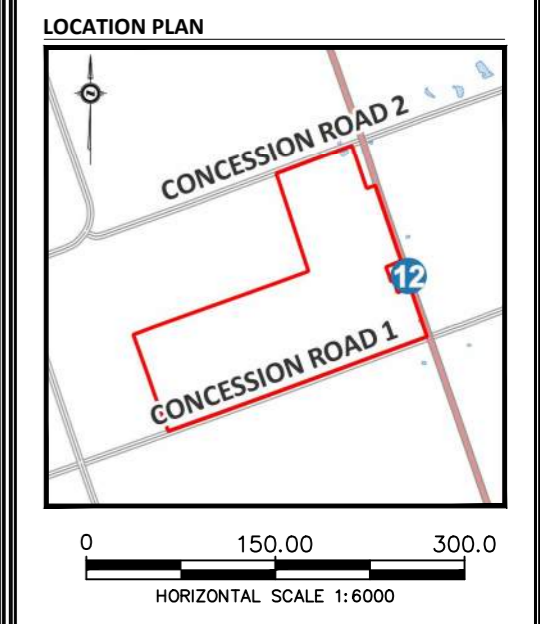 LOCATION PLAN
CONCESSION ROAD 2
12
CONCESSION ROAD 1
0 150.00 300.0
HORIZONTAL SCALE 1:6000